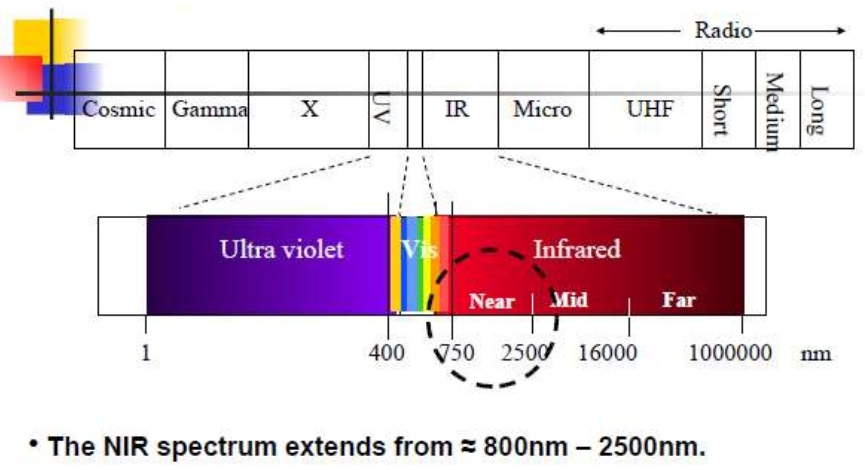 Radio
Cosmic Gamma X UV IR Micro UHF Short Medium Long
Ultra violet Vis Infrared
Near Mid Far
1 400 750 2500 16000 1000000 nm
• The NIR spectrum extends from ≈ 800nm – 2500nm.